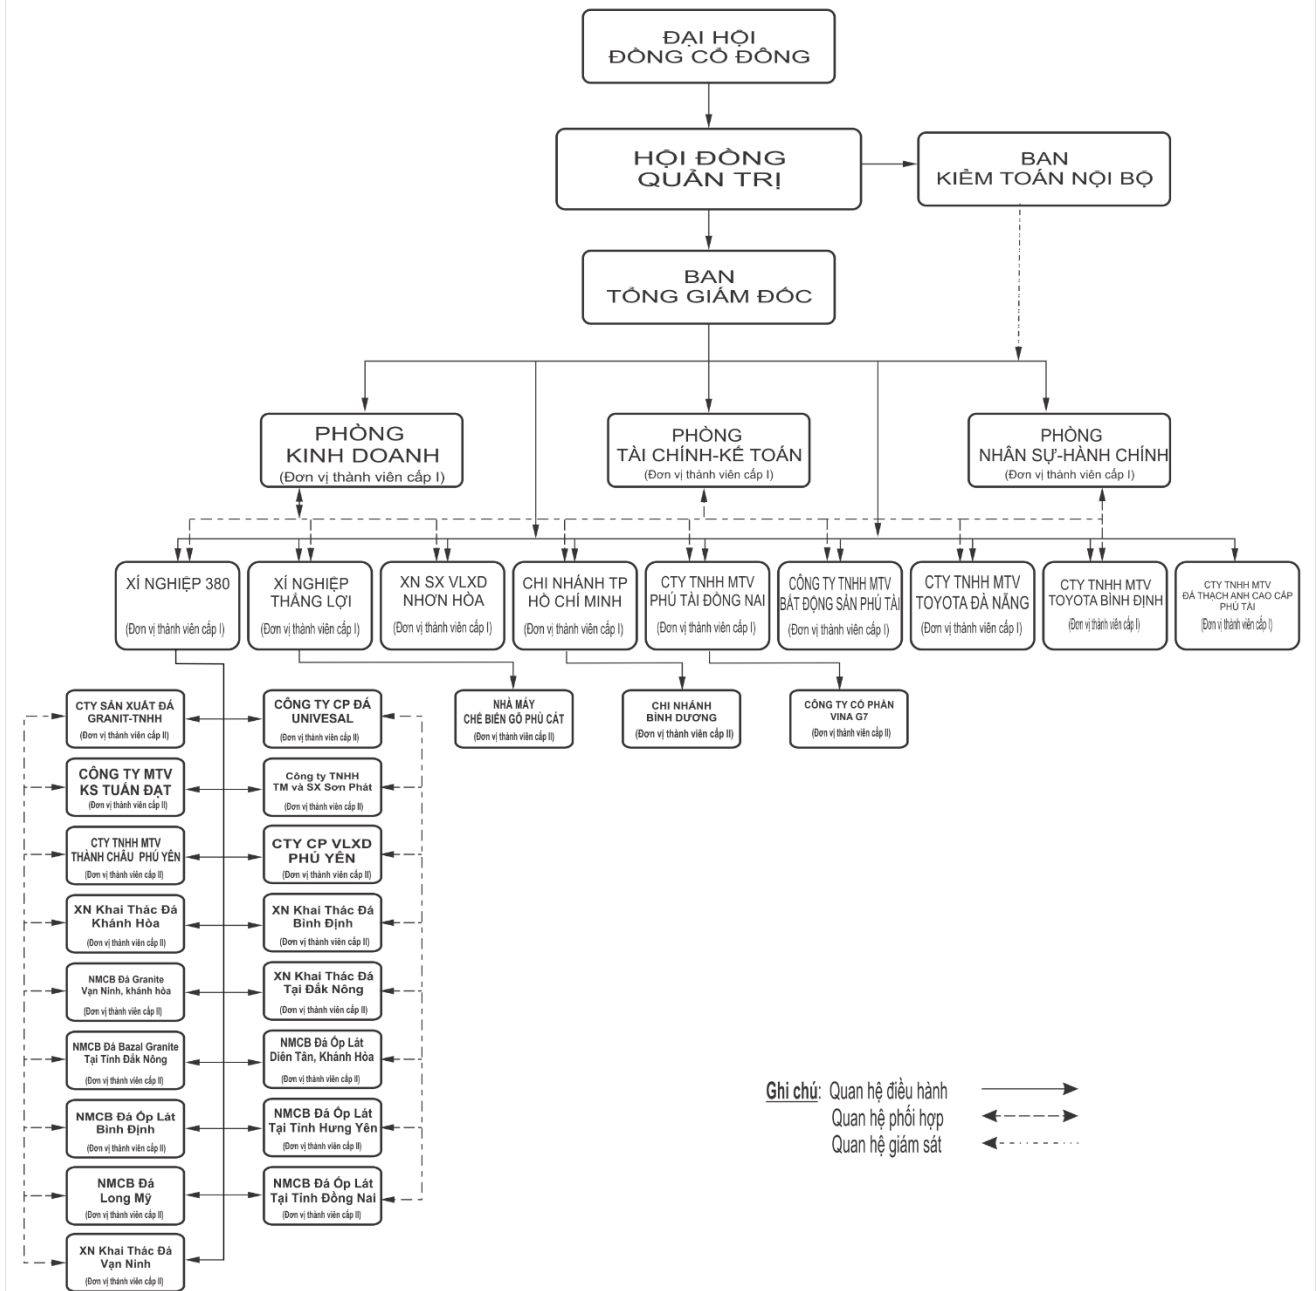 ĐẠI HỘI
ĐỒNG CỔ ĐÔNG
HỘI ĐỒNG
QUẢN TRỊ
BAN
KIỂM TOÁN NỘI BỘ
BAN
TỔNG GIÁM ĐỐC
PHÒNG
KINH DOANH
(Đơn vị thành viên cấp I)
PHÒNG
TÀI CHÍNH-KẾ TOÁN
(Đơn vị thành viên cấp I)
PHÒNG
NHÂN SỰ-HÀNH CHÍNH
(Đơn vị thành viên cấp I)
XÍ NGHIỆP 380
(Đơn vị thành viên cấp I)
XÍ NGHIỆP
THẮNG LỢI
(Đơn vị thành viên cấp I)
XN SX VLXD
NHƠN HÒA
(Đơn vị thành viên cấp I)
CHI NHÁNH TP
HỒ CHÍ MINH
(Đơn vị thành viên cấp I)
CTY TNHH MTV
PHÚ TÀI ĐỒNG NAI
(Đơn vị thành viên cấp I)
CÔNG TY TNHH MTV
BẤT ĐỘNG SẢN PHÚ TÀI
(Đơn vị thành viên cấp I)
CTY TNHH MTV
TOYOTA ĐÀ NẴNG
(Đơn vị thành viên cấp I)
CTY TNHH MTV
TOYOTA BÌNH ĐỊNH
(Đơn vị thành viên cấp I)
CTY TNHH MTV
ĐÁ THẠCH ANH CAO CẤP
PHÚ TÀI
(Đơn vị thành viên cấp I)
NHÀ MÁY
CHẾ BIẾN GỖ PHÙ CÁT
(Đơn vị thành viên cấp II)
CHI NHÁNH
BÌNH DƯƠNG
(Đơn vị thành viên cấp II)
CÔNG TY CỔ PHẦN
VINA G7
(Đơn vị thành viên cấp II)
CTY SẢN XUẤT ĐÁ
GRANIT-TNHH
(Đơn vị thành viên cấp II)
CÔNG TY CP ĐÁ
UNIVESAL
(Đơn vị thành viên cấp II)
CÔNG TY MTV
KS TUẤN ĐẠT
(Đơn vị thành viên cấp II)
Công ty TNHH
TM và SX Sơn Phát
(Đơn vị thành viên cấp II)
CTY TNHH MTV
THÀNH CHÂU PHÚ YÊN
(Đơn vị thành viên cấp II)
CTY CP VLXD
PHÚ YÊN
(Đơn vị thành viên cấp II)
XN Khai Thác Đá
Khánh Hòa
(Đơn vị thành viên cấp II)
XN Khai Thác Đá
Bình Định
(Đơn vị thành viên cấp II)
NMCB Đá Granite
Vạn Ninh, khánh hòa
(Đơn vị thành viên cấp II)
XN Khai Thác Đá
Tại Đắk Nông
(Đơn vị thành viên cấp II)
NMCB Đá Bazal Granite
Tại Tỉnh Đắk Nông
(Đơn vị thành viên cấp II)
NMCB Đá Ốp Lát
Diên Tân, Khánh Hòa
(Đơn vị thành viên cấp II)
NMCB Đá Ốp Lát
Bình Định
(Đơn vị thành viên cấp II)
NMCB Đá Ốp Lát
Tại Tỉnh Hưng Yên
(Đơn vị thành viên cấp II)
NMCB Đá
Long Mỹ
(Đơn vị thành viên cấp II)
NMCB Đá Ốp Lát
Tại Tỉnh Đồng Nai
(Đơn vị thành viên cấp II)
XN Khai Thác Đá
Vạn Ninh
(Đơn vị thành viên cấp II)
Ghi chú: Quan hệ điều hành
Quan hệ phối hợp
Quan hệ giám sát